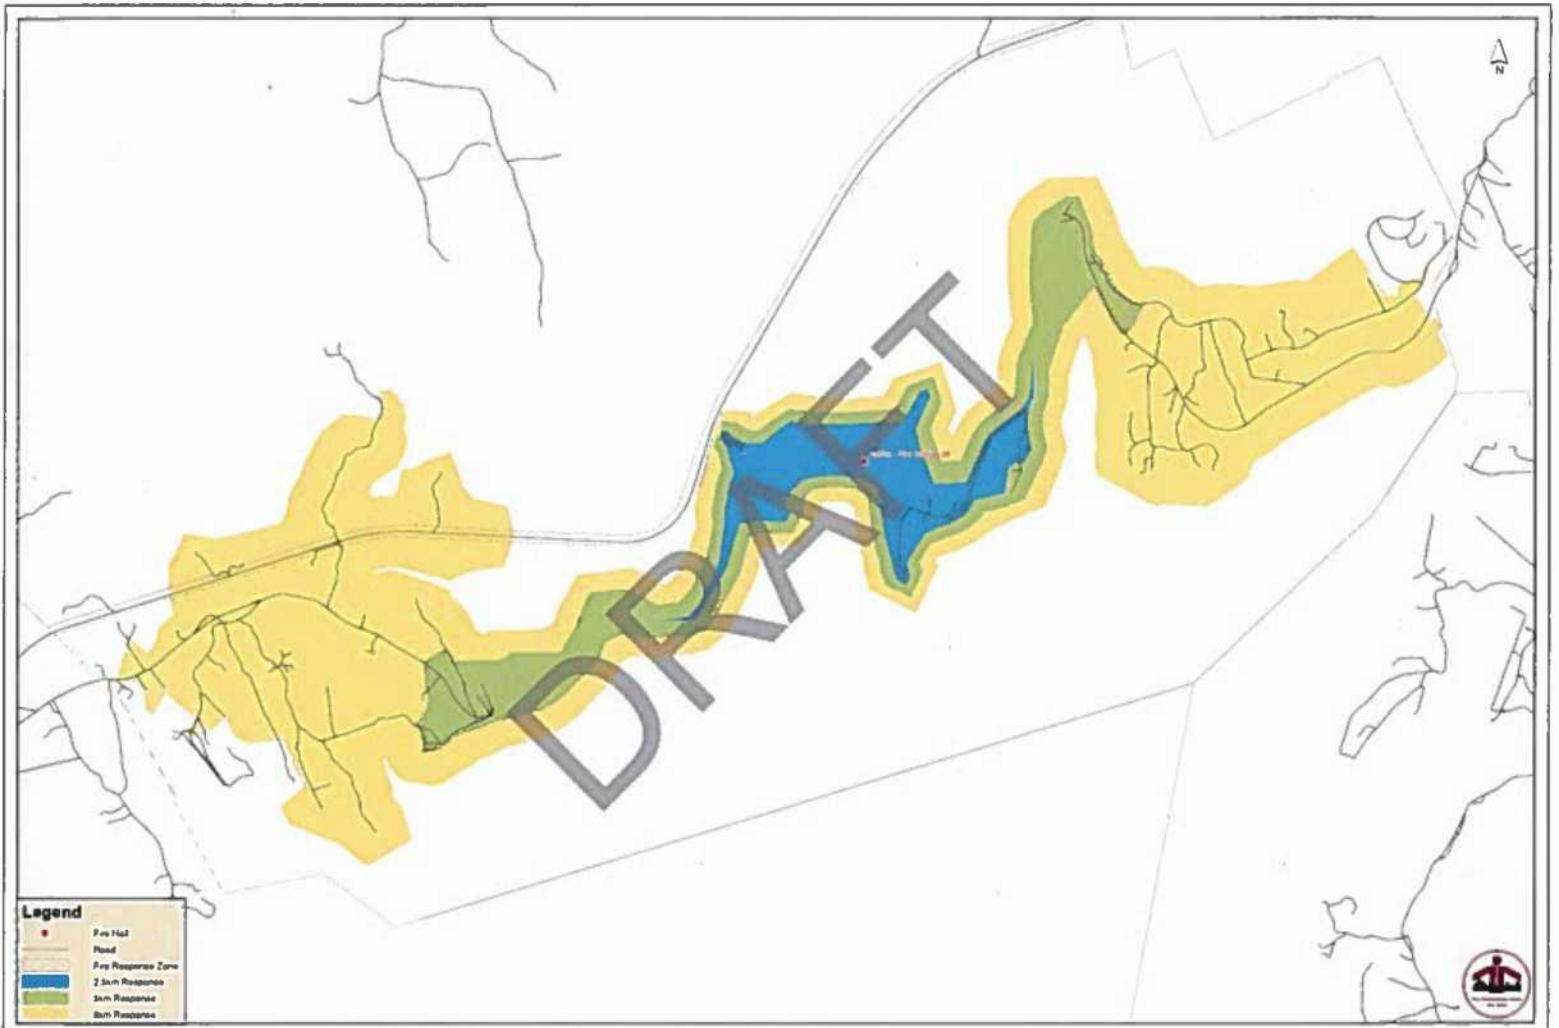 N
DRAFT
Legend
Fire Hall
Road
Fire Response Zone
2.5km Response
5km Response
8km Response